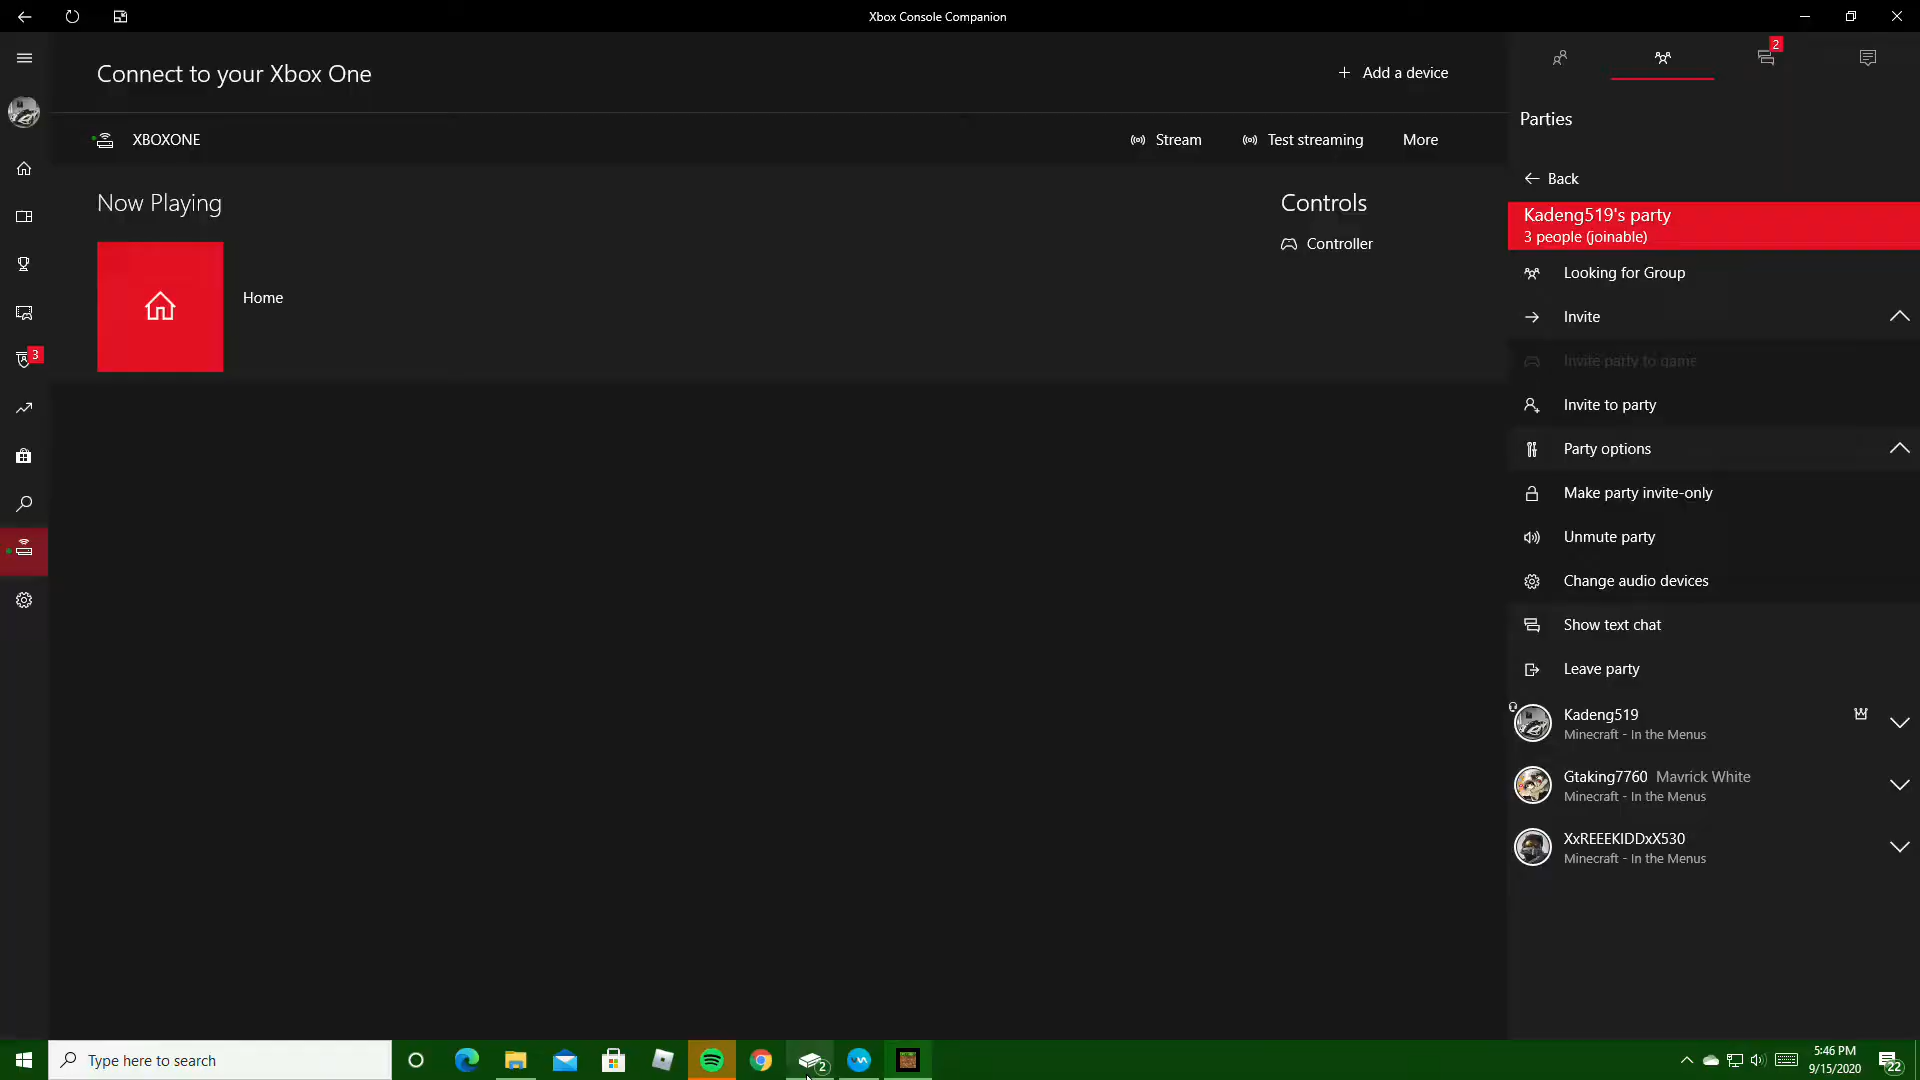 Xbox Console Companion
Connect to your Xbox One
Add a device
XBOXONE
Stream
Test streaming
More
Now Playing
Home
Controls
Controller
3
2
Parties
Back
Kadeng519's party
3 people (joinable)
Looking for Group
Invite
Invite party to game
Invite to party
Party options
Make party invite-only
Unmute party
Change audio devices
Show text chat
Leave party
Kadeng519
Minecraft - In the Menus
Gtaking7760 Mavrick White
Minecraft - In the Menus
XxREEEKIDDxX530
Minecraft - In the Menus
Type here to search
2
5:46 PM
9/15/2020
22